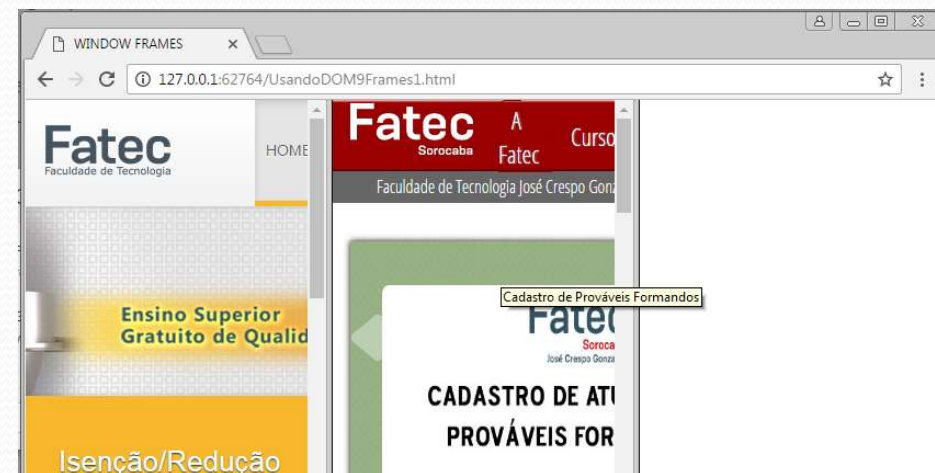 WINDOW FRAMES
127.0.0.1:62764/UsandoDOM9Frames1.html
Fatec
Faculdade de Tecnologia
HOME
Ensino Superior
Gratuito de Qualid
Isenção/Redução
Fatec
Sorocaba
A
Fatec
Curso
Faculdade de Tecnologia José Crespo Gonz
Cadastro de Prováveis Formandos
Fatec
Soroca
José Crespo Gonza
CADASTRO DE ATU
PROVÁVEIS FOR